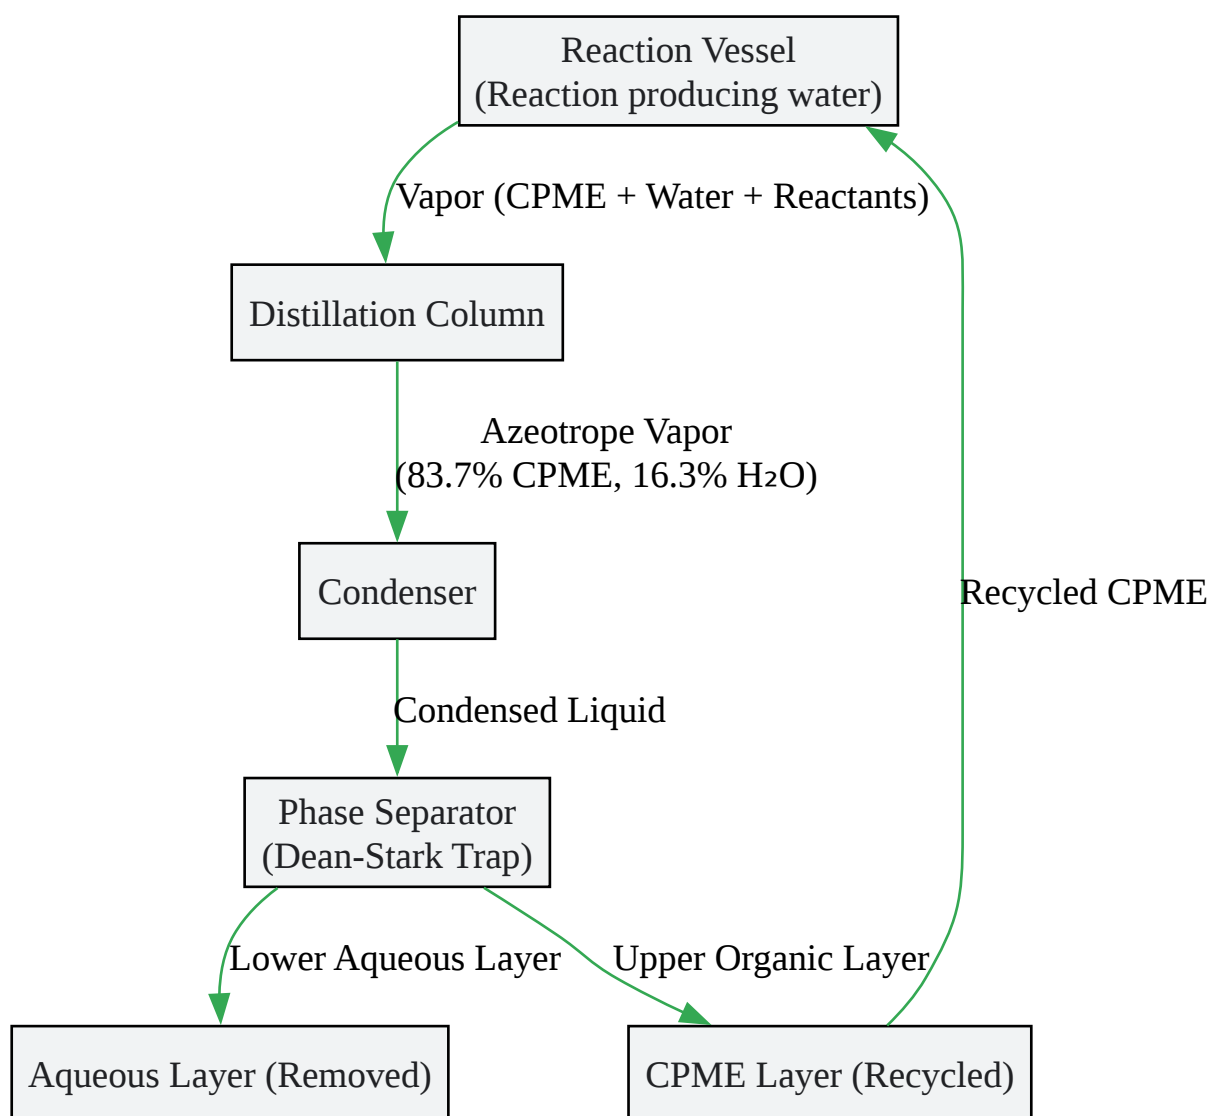 Reaction Vessel
(Reaction producing water)
Vapor (CPME + Water + Reactants)
Distillation Column
Azeotrope Vapor
(83.7% CPME, 16.3% H₂O)
Condenser
Recycled CPME
Condensed Liquid
Phase Separator
(Dean-Stark Trap)
Lower Aqueous Layer
Upper Organic Layer
Aqueous Layer (Removed)
CPME Layer (Recycled)